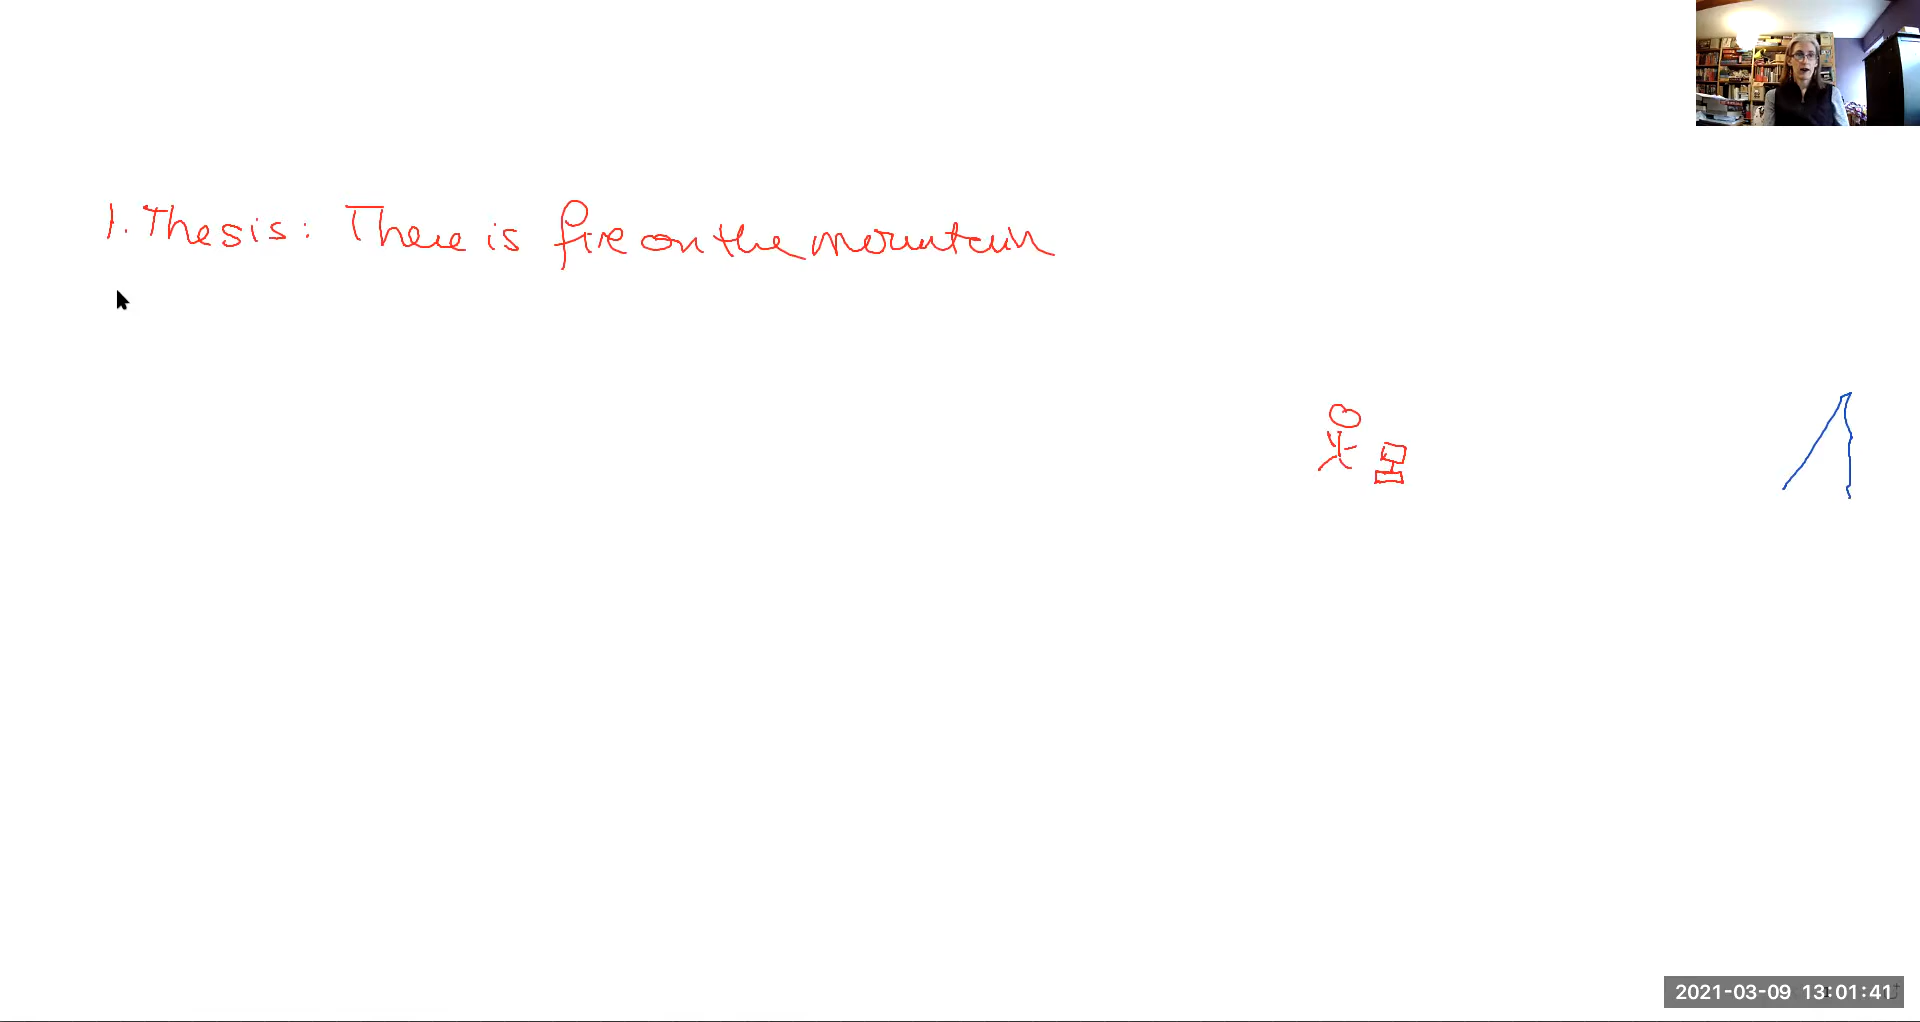 1. Thesis: There is fire on the mountain
2021-03-09 13:01:41